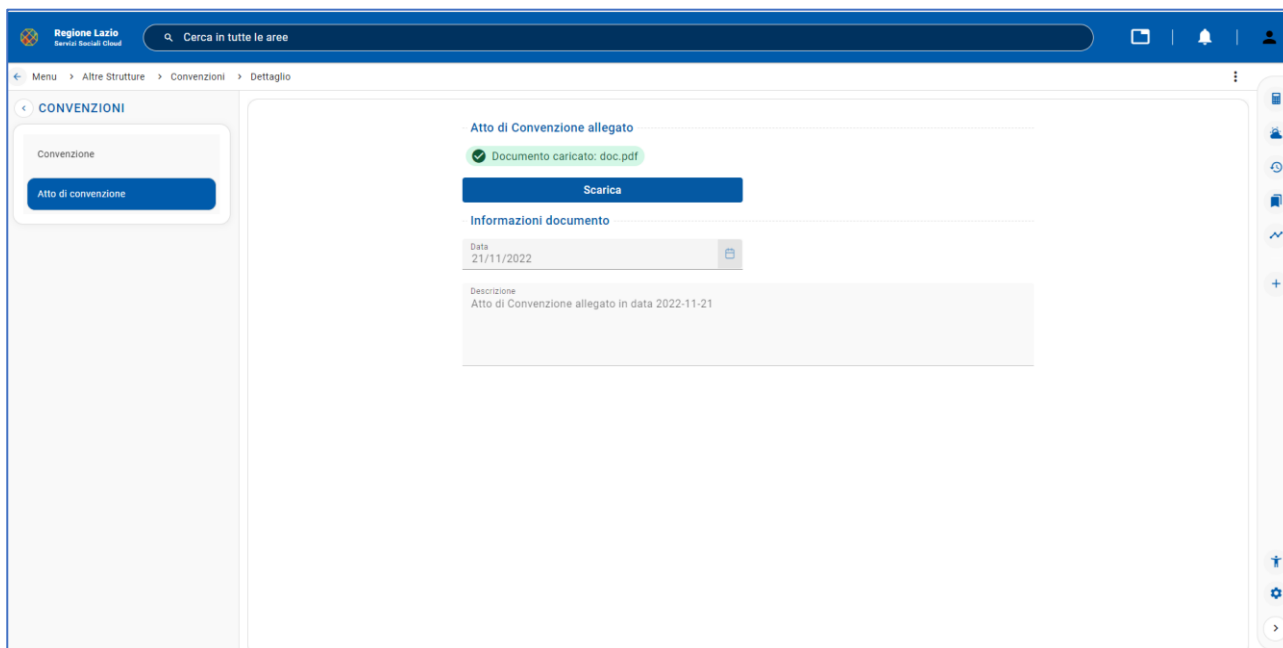 Regione Lazio
Servizi Sociali Cloud
Cerca in tutte le aree
Menu > Altre Strutture > Convenzioni > Dettaglio
CONVENZIONI
Convenzione
Atto di convenzione
Atto di Convenzione allegato
Documento caricato: doc.pdf
Scarica
Informazioni documento
Data
21/11/2022
Descrizione
Atto di Convenzione allegato in data 2022-11-21